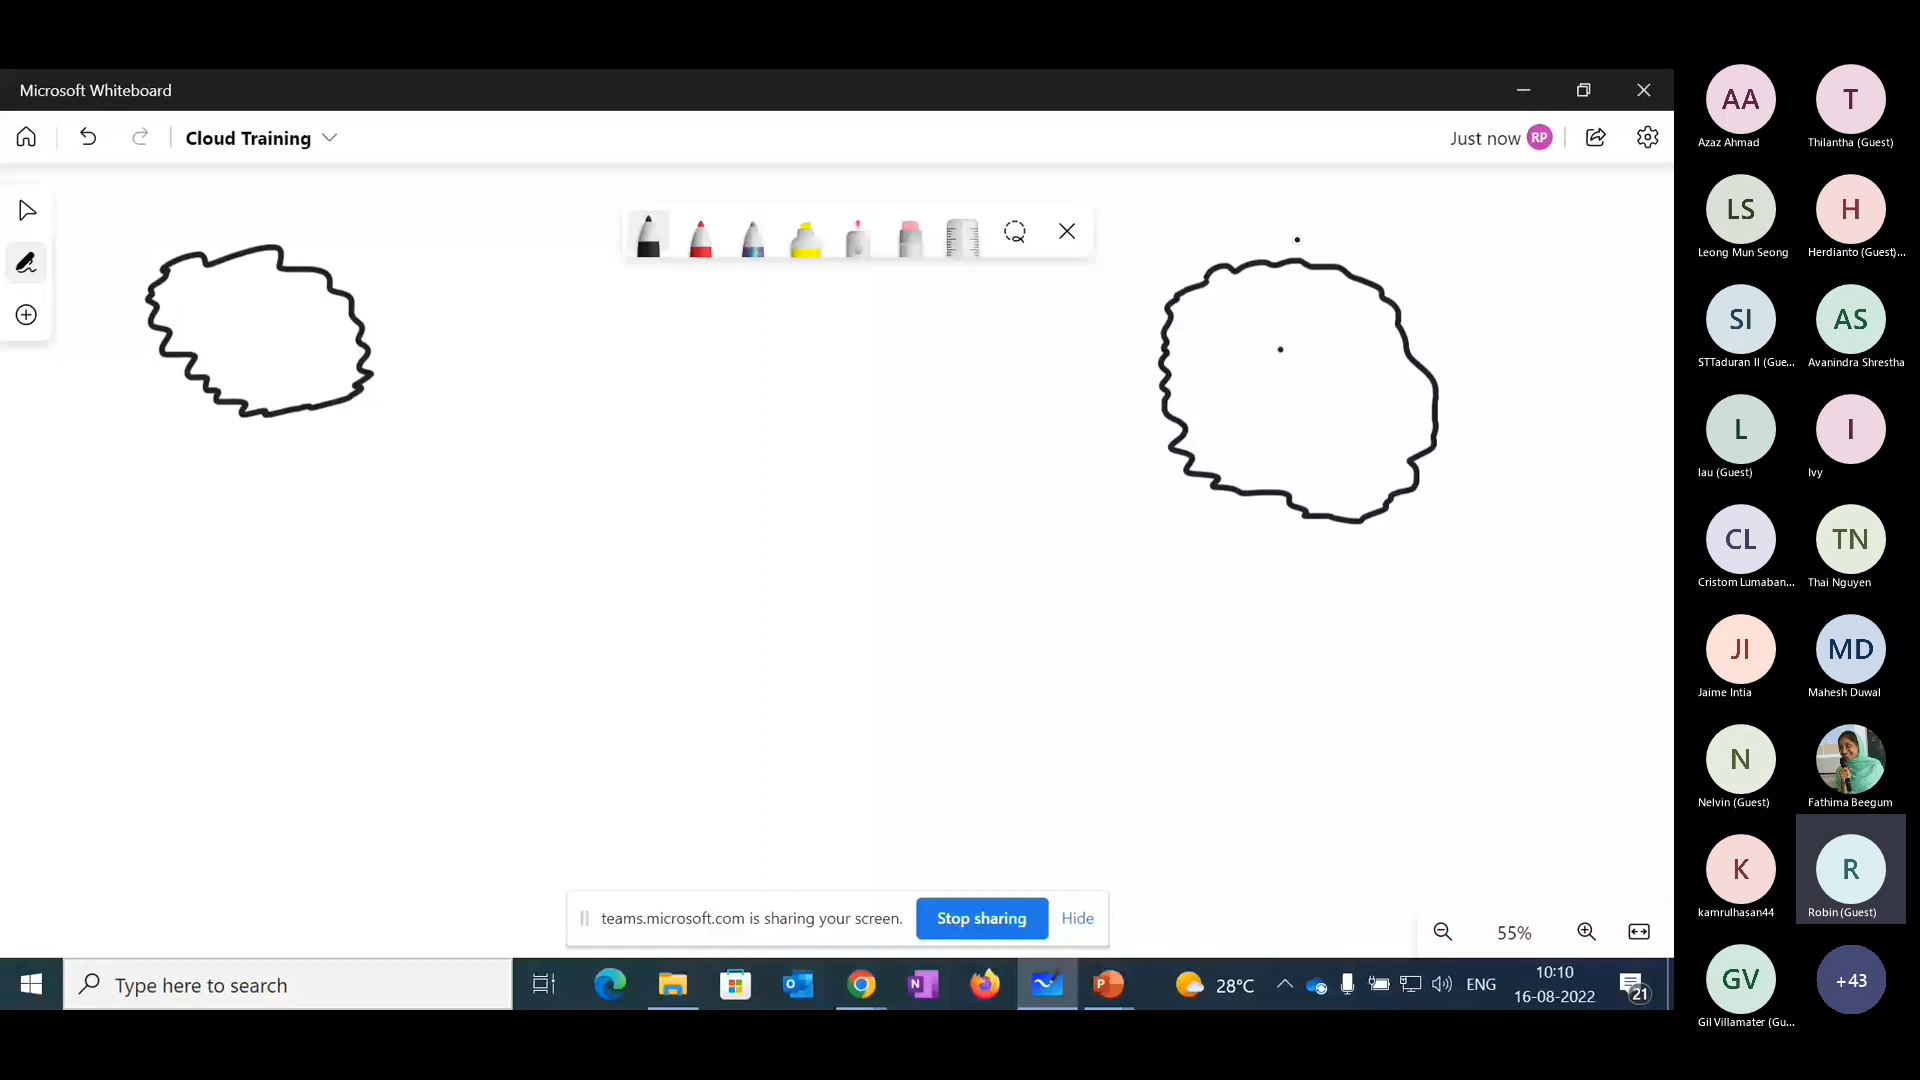 Microsoft Whiteboard
Cloud Training
Just now RP
55%
teams.microsoft.com is sharing your screen. Stop sharing Hide
Type here to search
28°C
ENG
10:10
16-08-2022
21
AA
Azaz Ahmad
T
Thilantha (Guest)
LS
Leong Mun Seong
H
Herdianto (Guest)...
SI
STTaduran II (Gue...
AS
Avanindra Shrestha
L
lau (Guest)
I
Ivy
CL
Cristom Lumaban...
TN
Thai Nguyen
JI
Jaime Intia
MD
Mahesh Duwal
N
Nelvin (Guest)
Fathima Beegum
K
kamrulhasan44
R
Robin (Guest)
GV
Gil Villamater (Gu...
+43